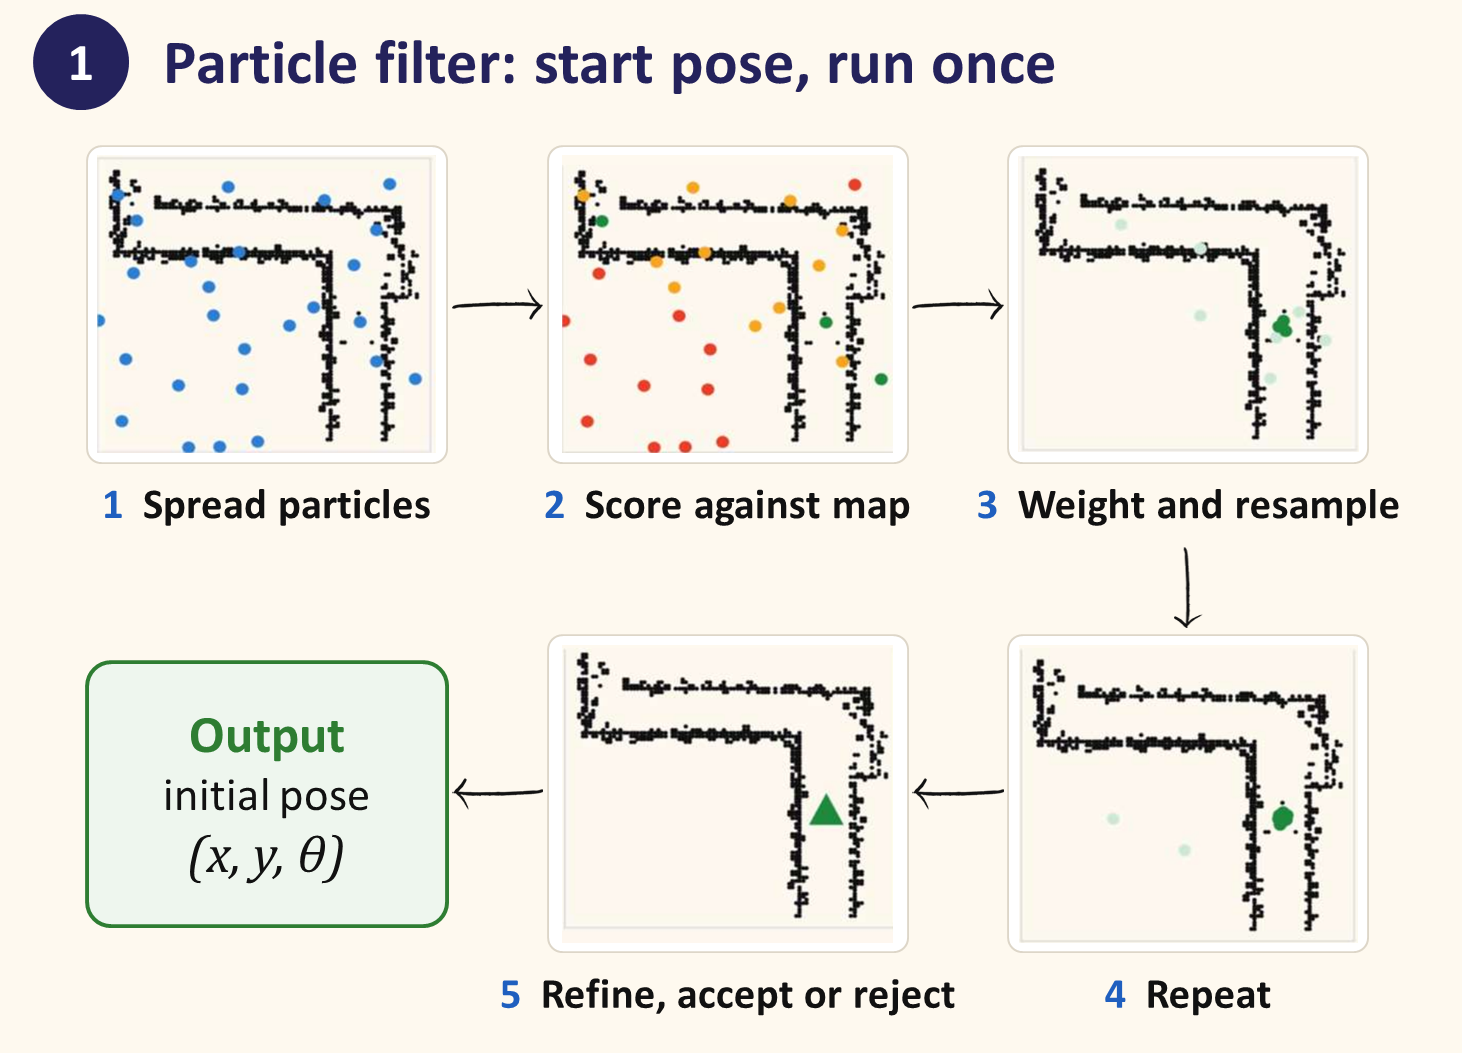 1 Particle filter: start pose, run once
1 Spread particles
2 Score against map
3 Weight and resample
Output
initial pose
(x, y, θ)
5 Refine, accept or reject
4 Repeat